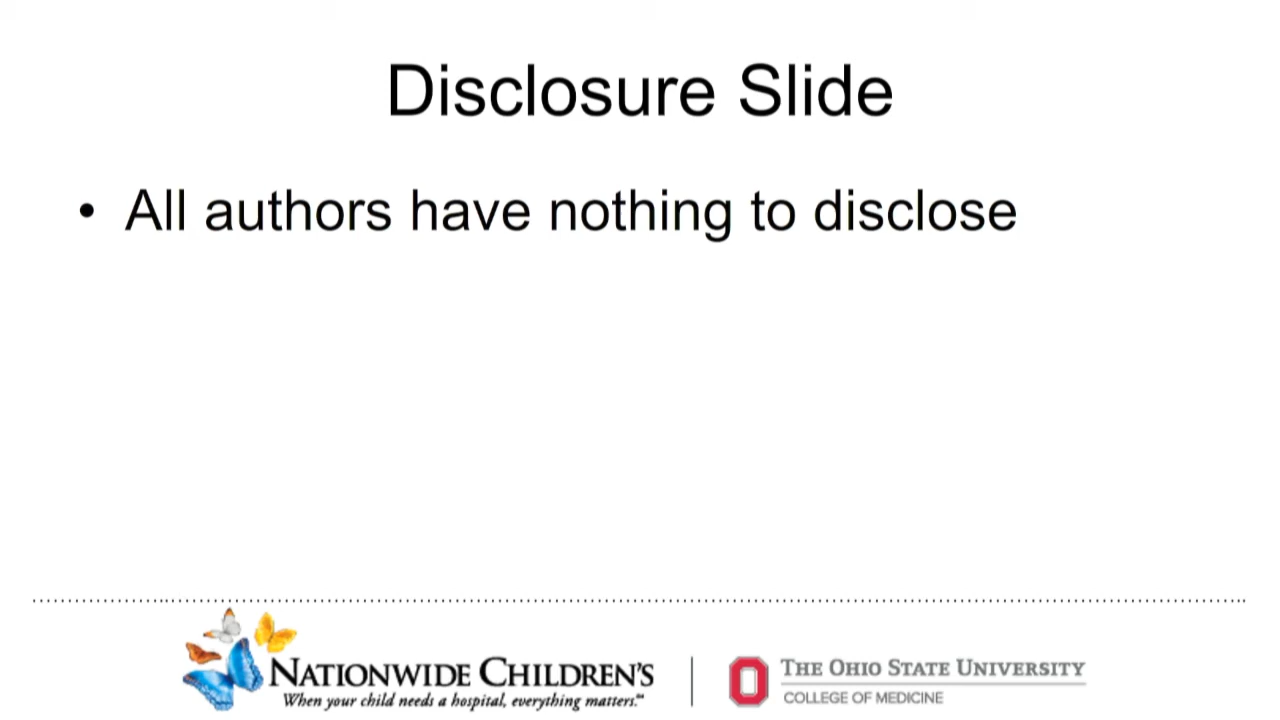 Disclosure Slide
• All authors have nothing to disclose
NATIONWIDE CHILDREN'S
When your child needs a hospital, everything matters.℠
THE OHIO STATE UNIVERSITY
COLLEGE OF MEDICINE